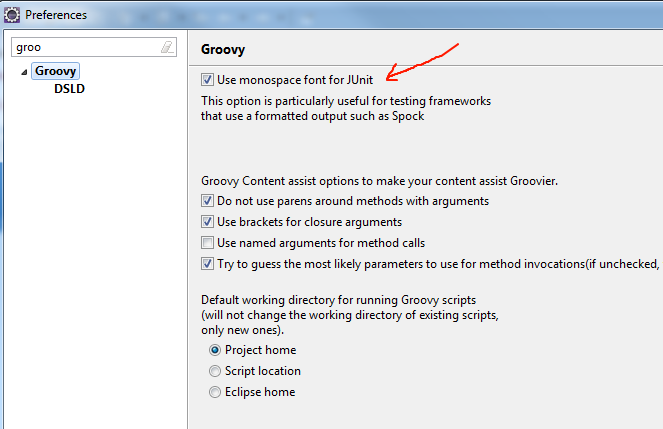 Preferences
groo
Groovy
DSLD
Groovy
Use monospace font for JUnit
This option is particularly useful for testing frameworks
that use a formatted output such as Spock
Groovy Content assist options to make your content assist Groovier.
Do not use parens around methods with arguments
Use brackets for closure arguments
Use named arguments for method calls
Try to guess the most likely parameters to use for method invocations(if unchecked,
Default working directory for running Groovy scripts
(will not change the working directory of existing scripts,
only new ones).
Project home
Script location
Eclipse home